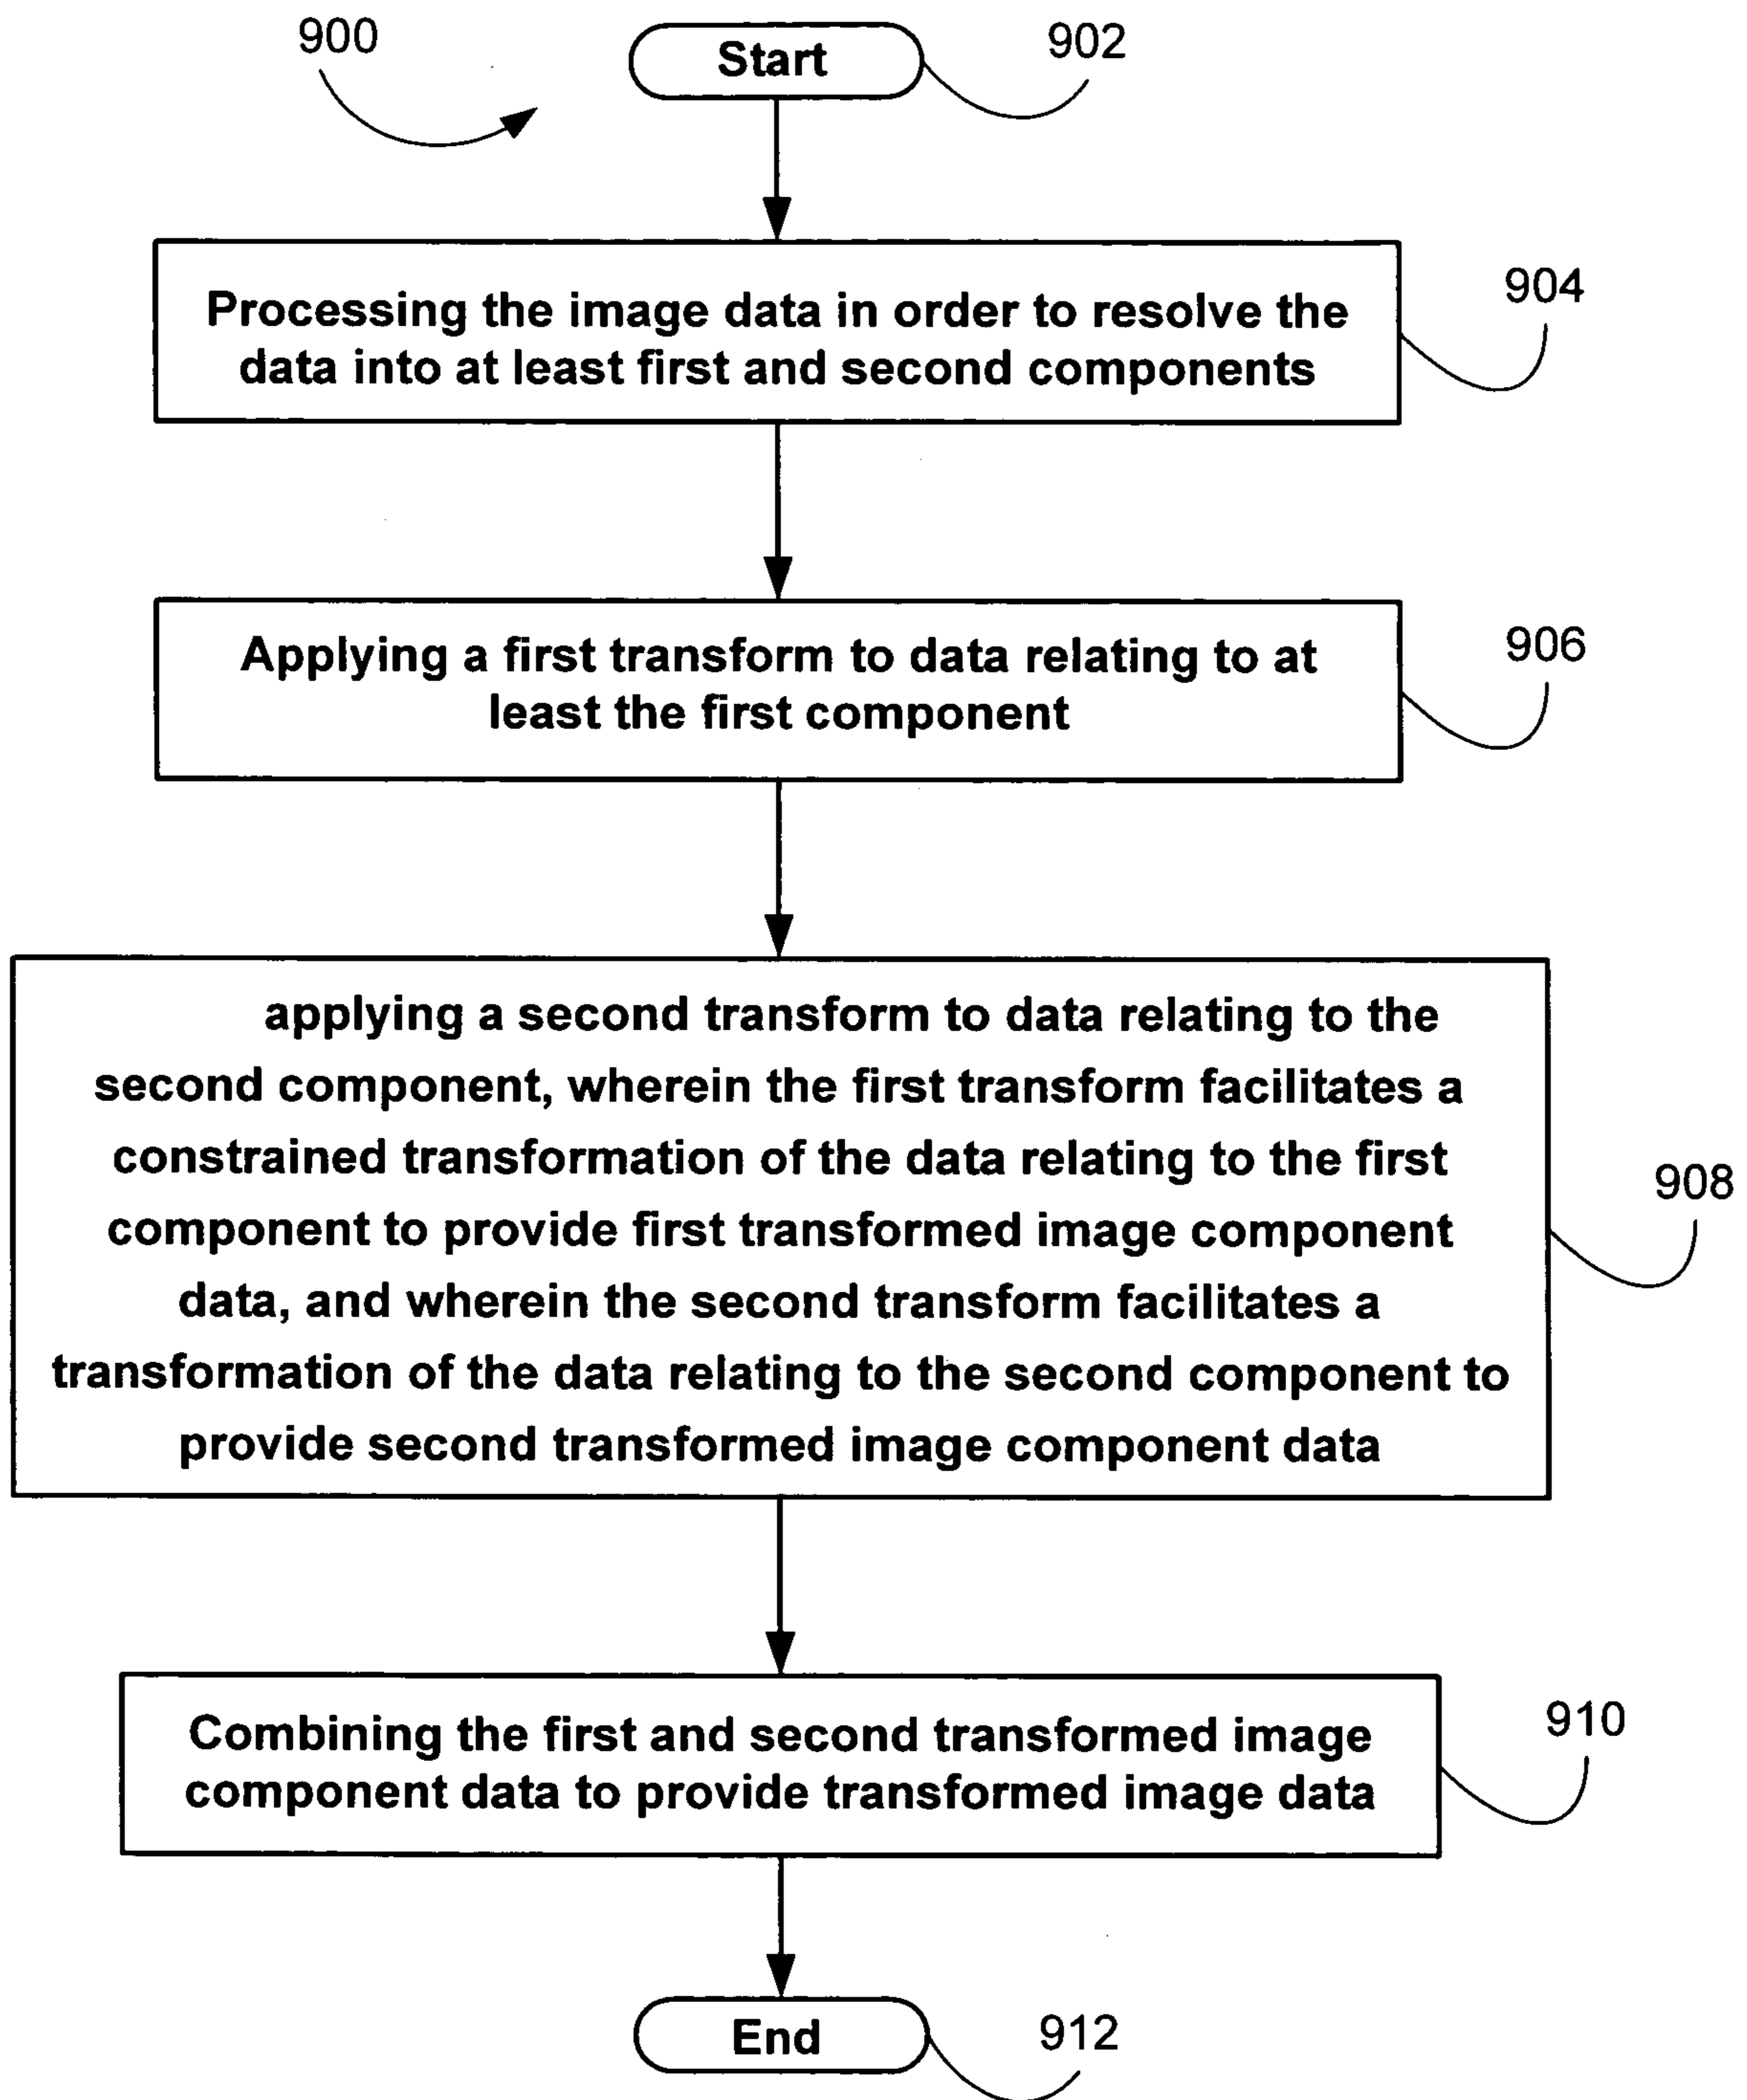 900
Start
902
Processing the image data in order to resolve the
data into at least first and second components
904
Applying a first transform to data relating to at
least the first component
906
applying a second transform to data relating to the
second component, wherein the first transform facilitates a
constrained transformation of the data relating to the first
component to provide first transformed image component
data, and wherein the second transform facilitates a
transformation of the data relating to the second component to
provide second transformed image component data
908
Combining the first and second transformed image
component data to provide transformed image data
910
End
912